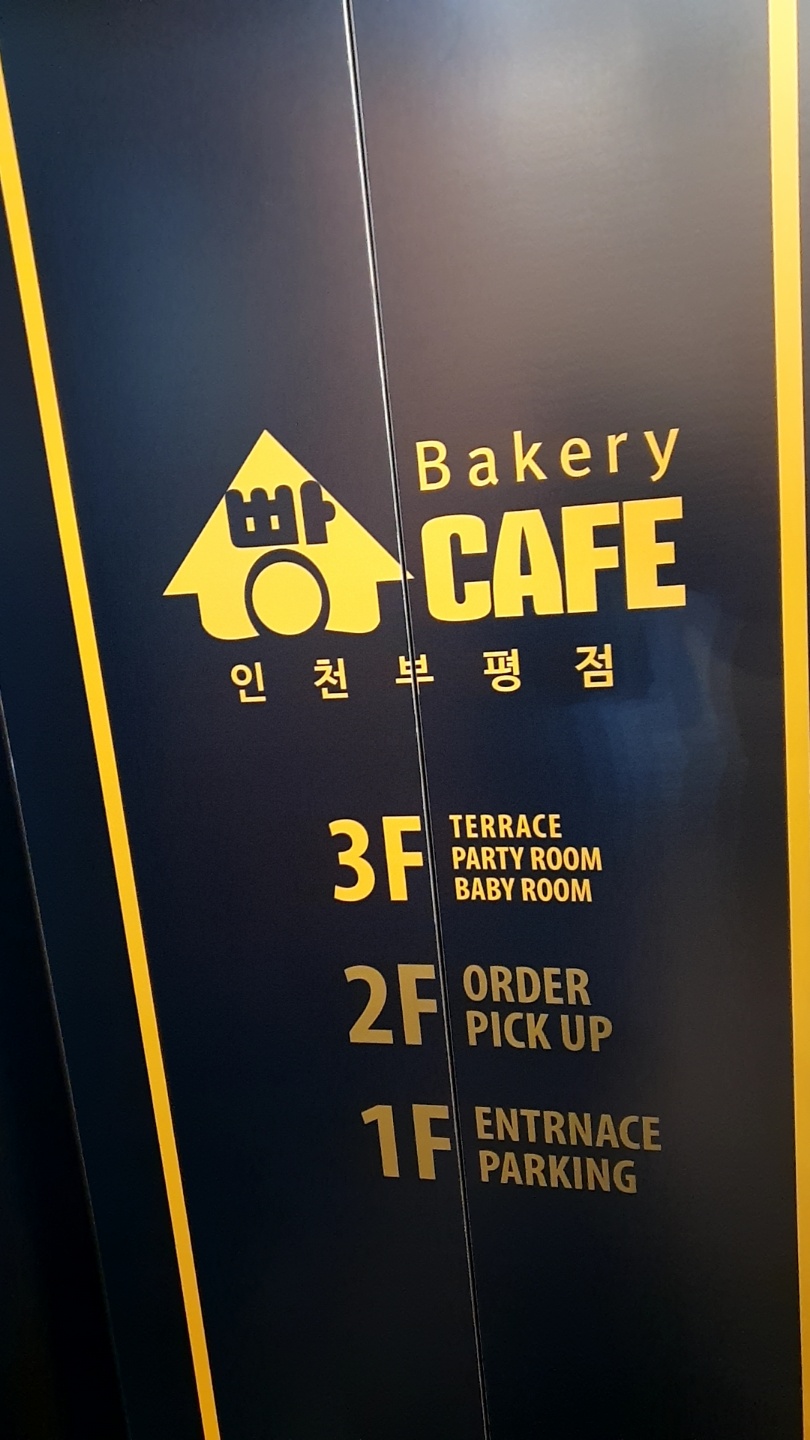 빵
Bakery
CAFE
인천부평점
3F TERRACE
PARTY ROOM
BABY ROOM
2F ORDER
PICK UP
1F ENTRNACE
PARKING